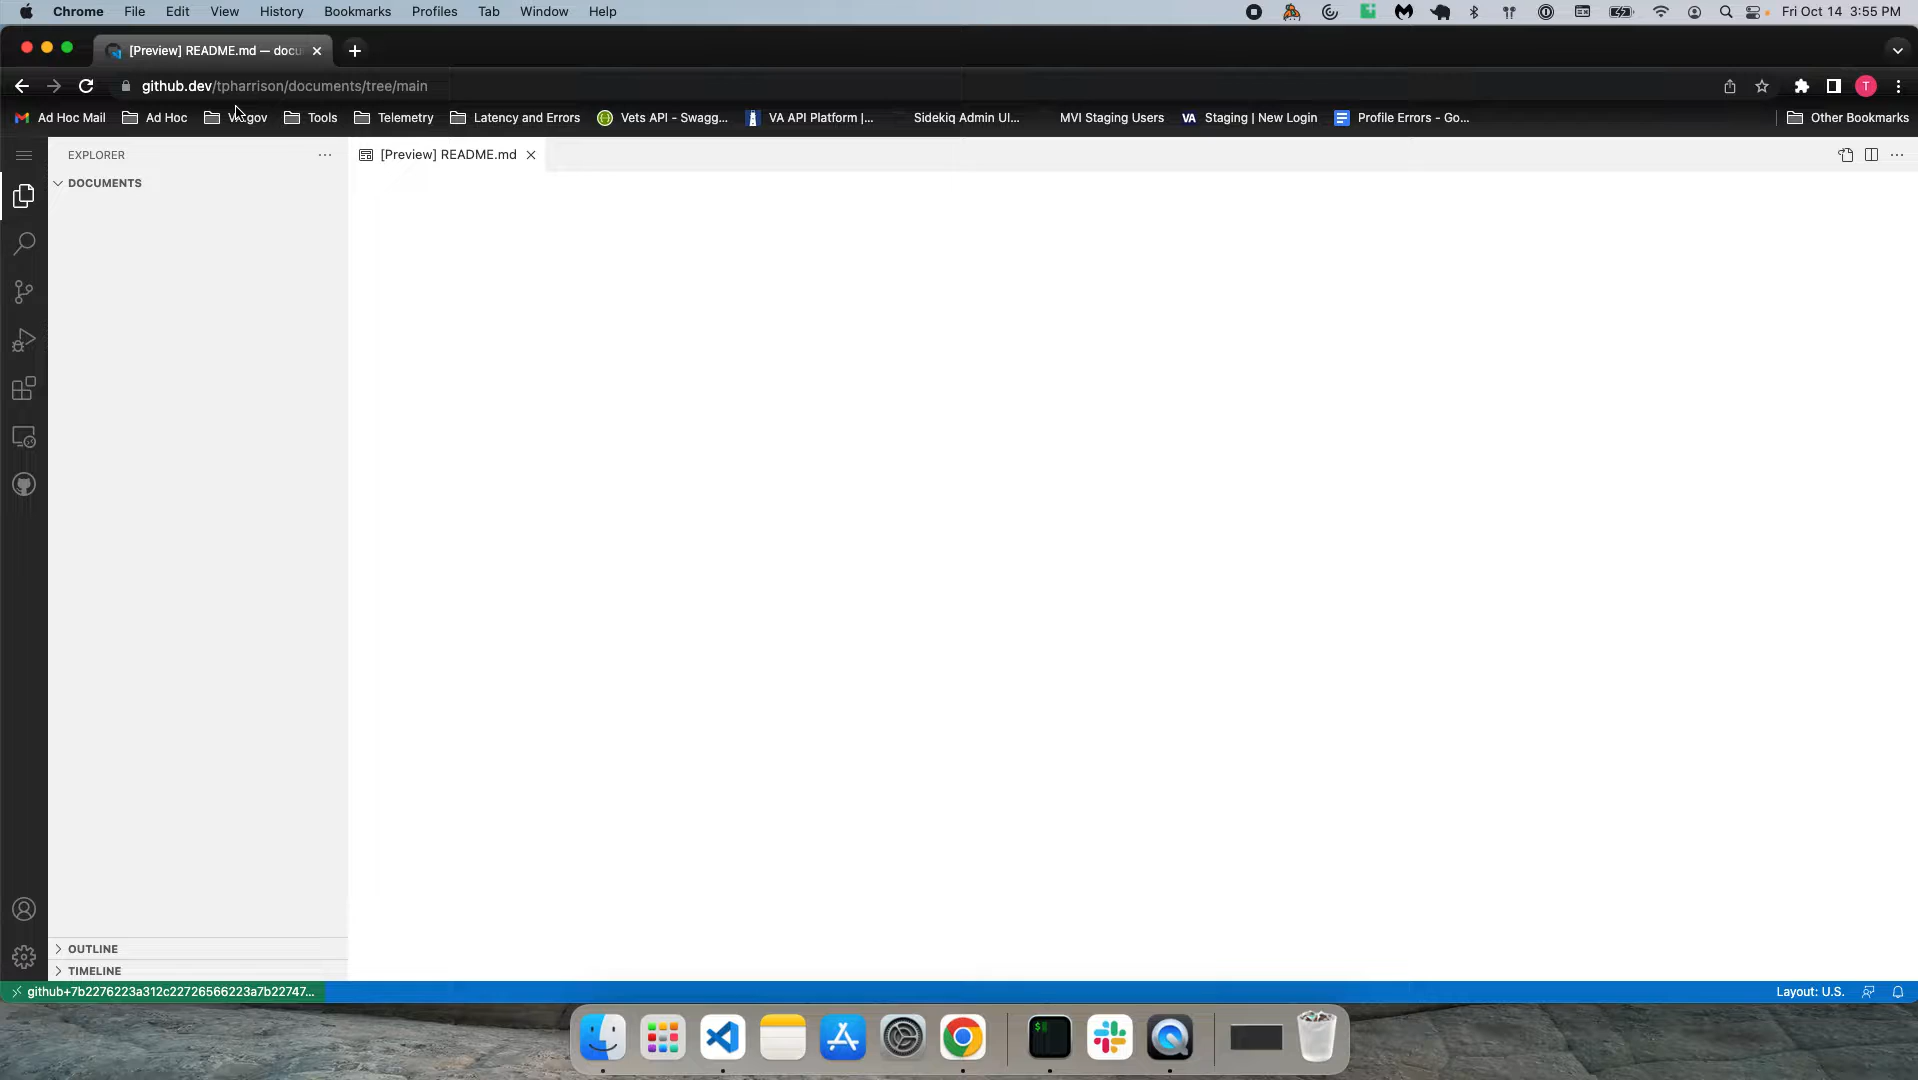 Chrome File Edit View History Bookmarks Profiles Tab Window Help Fri Oct 14 3:55 PM
[Preview] README.md — docu
github.dev/tpharrison/documents/tree/main T
Ad Hoc Mail Ad Hoc VA.gov Tools Telemetry Latency and Errors Vets API - Swagg... VA API Platform |... Sidekiq Admin UI... MVI Staging Users VA Staging | New Login Profile Errors - Go... Other Bookmarks
EXPLORER ··· [Preview] README.md ···
DOCUMENTS
OUTLINE
TIMELINE
github+7b2276223a312c22726566223a7b22747... Layout: U.S.
$